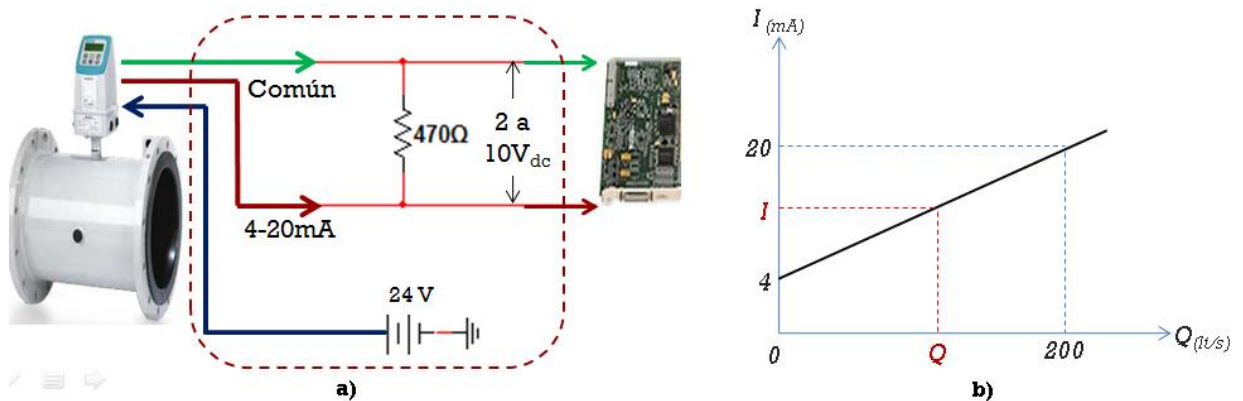 Común
470Ω
2 a
10Vdc
4-20mA
24 V
a)
I (mA)
20
I
4
0
Q
200
Q(lt/s)
b)